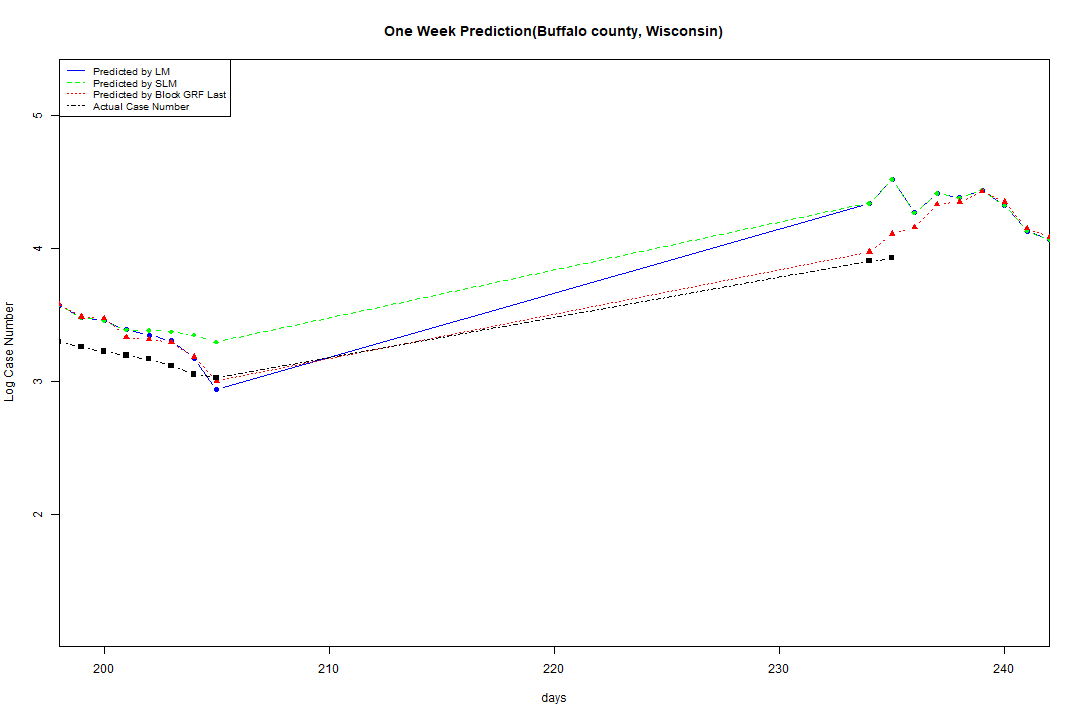 One Week Prediction(Buffalo county, Wisconsin)
Predicted by LM
Predicted by SLM
Predicted by Block GRF Last
Actual Case Number
5
4
3
2
Log Case Number
200 210 220 230 240
days